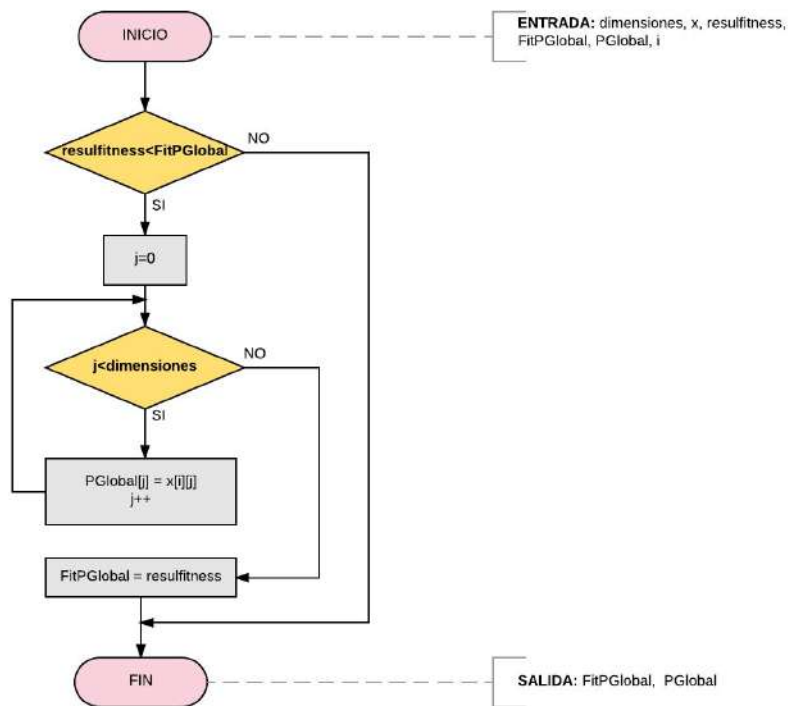 INICIO
ENTRADA: dimensiones, x, resulfitness,
FitPGlobal, PGlobal, i
resulfitness<FitPGlobal
NO
SI
j=0
j<dimensiones
NO
SI
PGlobal[j] = x[i][j]
j++
FitPGlobal = resulfitness
FIN
SALIDA: FitPGlobal, PGlobal